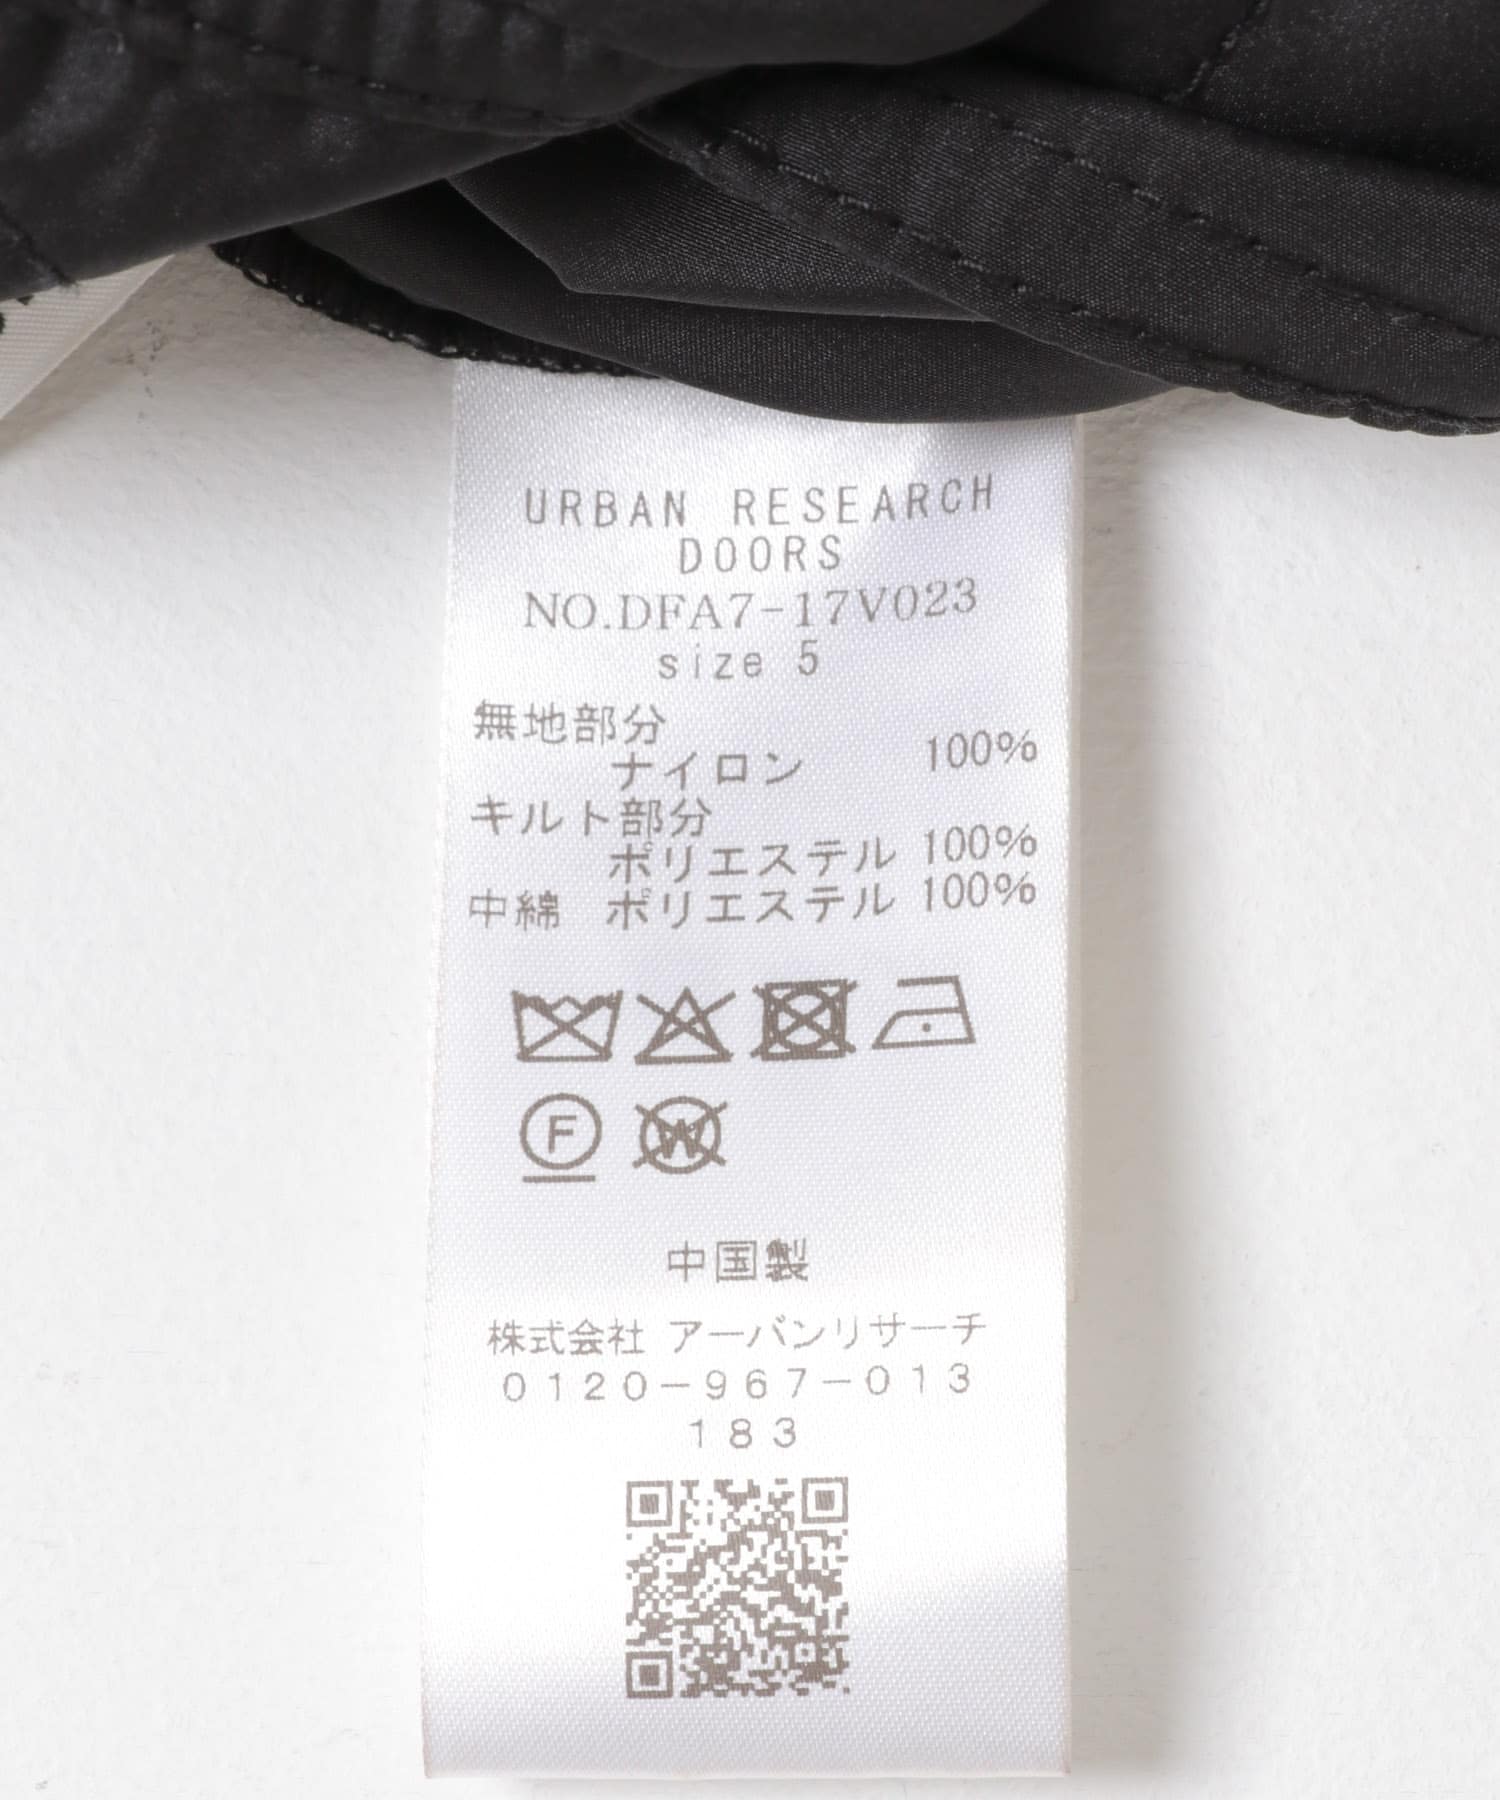 URBAN RESEARCH
DOORS
NO.DFA7-17V023
size 5
無地部分
ナイロン 100%
キルト部分
ポリエステル 100%
中綿 ポリエステル 100%
F W
中国製
株式会社 アーバンリサーチ
0120-967-013
183